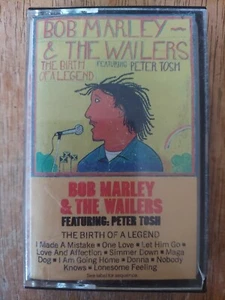 BOB MARLEY
& THE WAILERS
THE BIRTH FEATURING PETER TOSH
OF A LEGEND
BOB MARLEY
& THE WAILERS
FEATURING: PETER TOSH
THE BIRTH OF A LEGEND
I Made A Mistake • One Love • Let Him Go •
Love And Affection • Simmer Down • Maga
Dog • I Am Going Home • Donna • Nobody
Knows • Lonesome Feeling